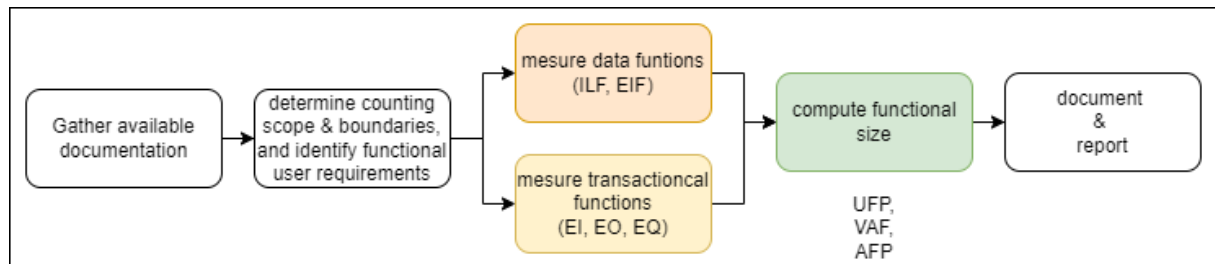 Gather available
documentation
determine counting
scope & boundaries,
and identify functional
user requirements
mesure data funtions
(ILF, EIF)
mesure transactioncal
functions
(EI, EO, EQ)
compute functional
size
UFP,
VAF,
AFP
document
&
report